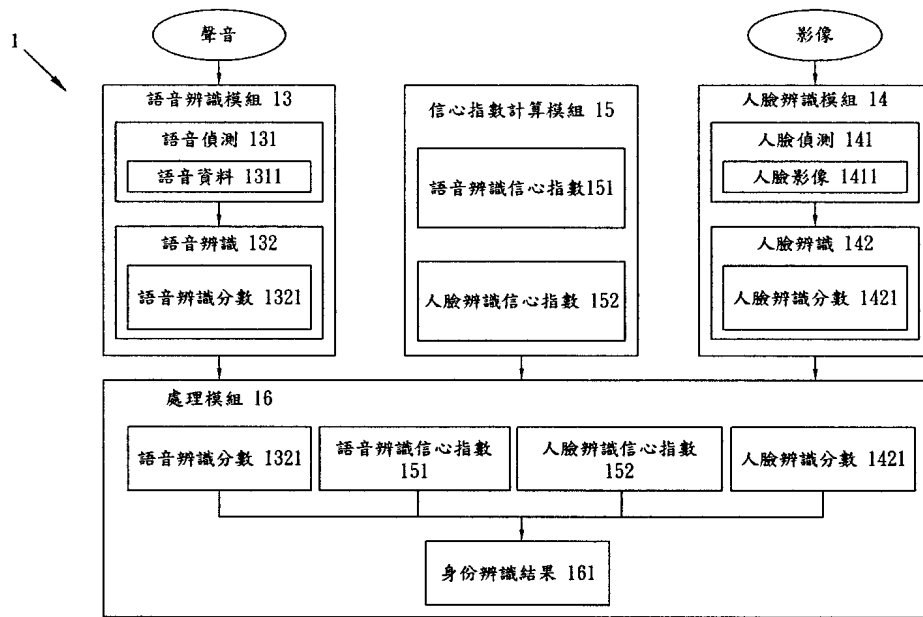 1
聲音
影像
語音辨識模組 13
語音偵測 131
語音資料 1311
語音辨識 132
語音辨識分數 1321
信心指數計算模組 15
語音辨識信心指數151
人臉辨識信心指數 152
人臉辨識模組 14
人臉偵測 141
人臉影像 1411
人臉辨識 142
人臉辨識分數 1421
處理模組 16
語音辨識分數 1321
語音辨識信心指數
151
人臉辨識信心指數
152
人臉辨識分數 1421
身份辨識結果 161